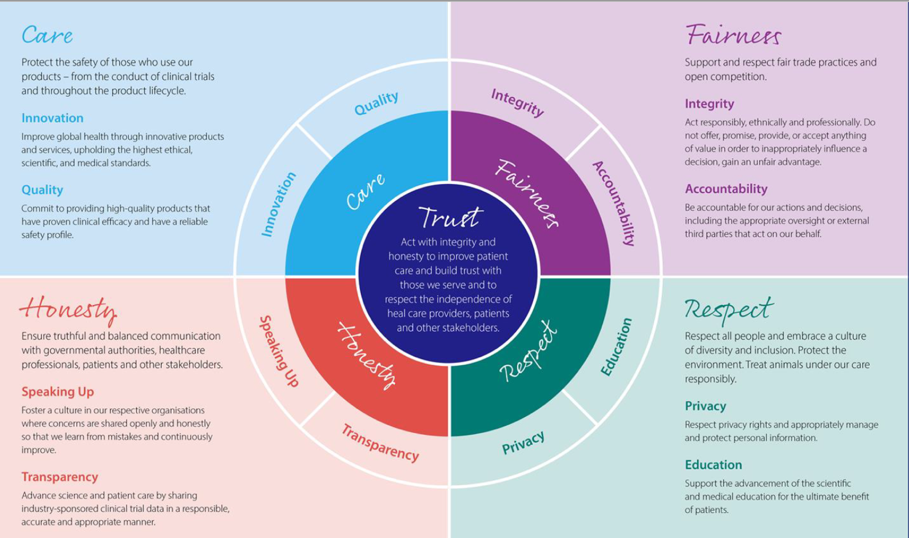 Care
Protect the safety of those who use our
products – from the conduct of clinical trials
and throughout the product lifecycle.
Innovation
Improve global health through innovative products
and services, upholding the highest ethical,
scientific, and medical standards.
Quality
Commit to providing high-quality products that
have proven clinical efficacy and have a reliable
safety profile.
Fairness
Support and respect fair trade practices and
open competition.
Integrity
Act responsibly, ethnically and professionally. Do
not offer, promise, provide, or accept anything
of value in order to inappropriately influence a
decision, gain an unfair advantage.
Accountability
Be accountable for our actions and decisions,
including the appropriate oversight or external
third parties that act on our behalf.
Quality
Innovation
Care
Integrity
Accountability
Fairness
Trust
Act with integrity and
honesty to improve patient
care and build trust with
those we serve and to
respect the independence of
heal care providers, patients
and other stakeholders.
Speaking Up
Transparency
Honesty
Education
Privacy
Respect
Honesty
Ensure truthful and balanced communication
with governmental authorities, healthcare
professionals, patients and other stakeholders.
Speaking Up
Foster a culture in our respective organisations
where concerns are shared openly and honestly
so that we learn from mistakes and continuously
improve.
Transparency
Advance science and patient care by sharing
industry-sponsored clinical trial data in a responsible,
accurate and appropriate manner.
Respect
Respect all people and embrace a culture
of diversity and inclusion. Protect the
environment. Treat animals under our care
responsibly.
Privacy
Respect privacy rights and appropriately manage
and protect personal information.
Education
Support the advancement of the scientific
and medical education for the ultimate benefit
of patients.